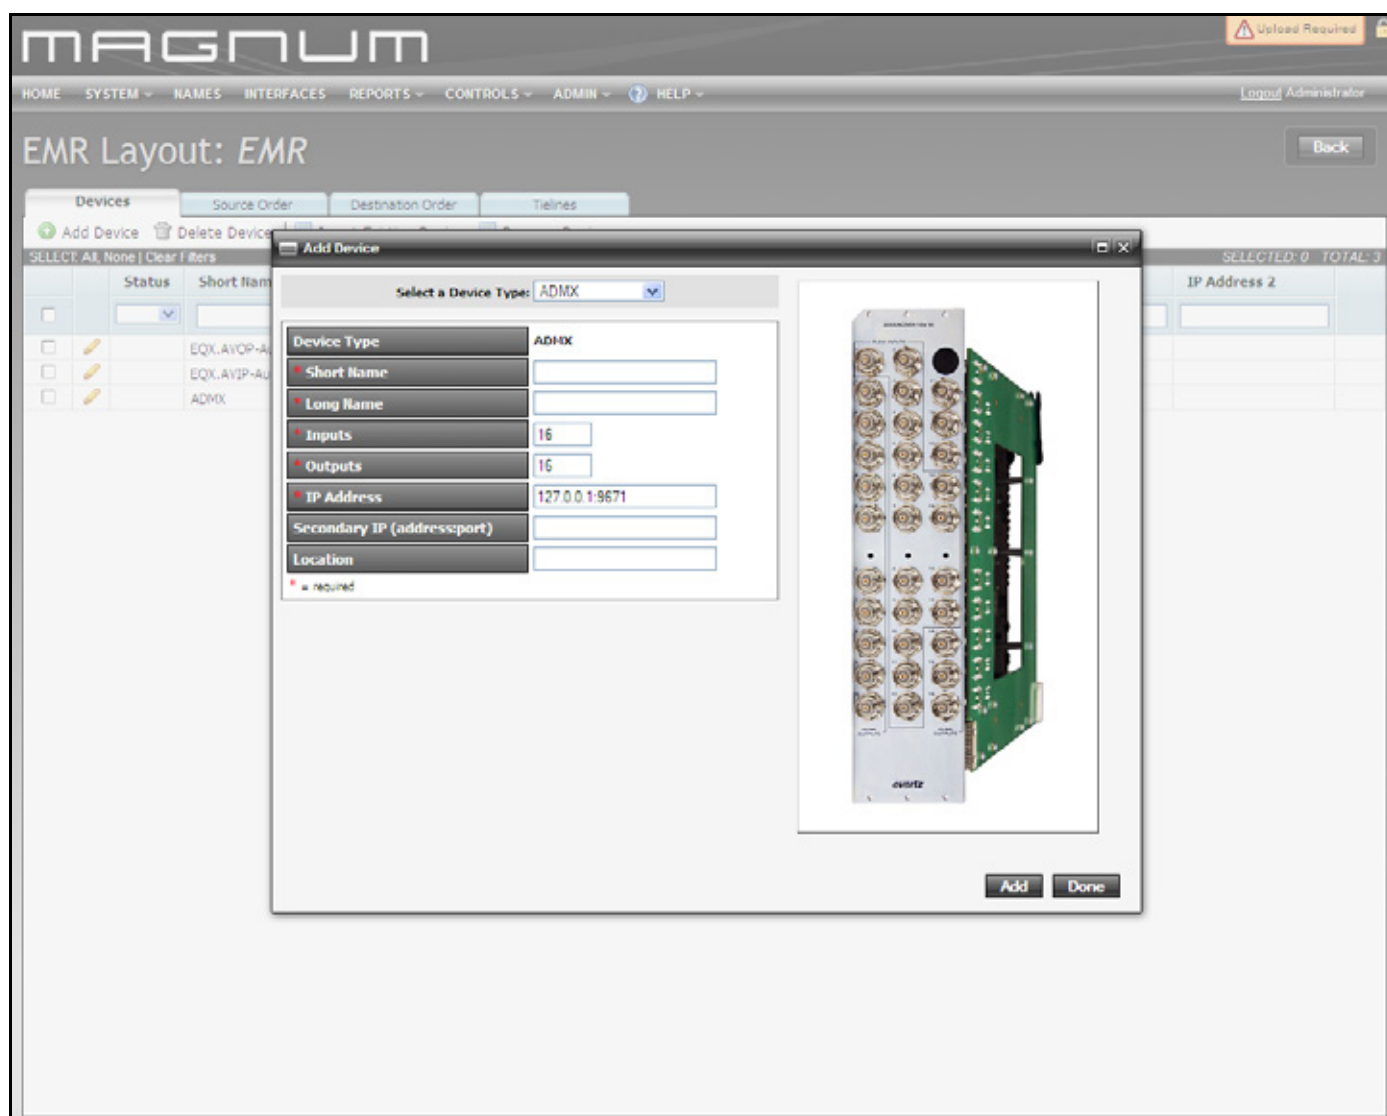 MAGNUM
Upload Required
HOME SYSTEM NAMES INTERFACES REPORTS CONTROLS ADMIN HELP
Logout Administrator
EMR Layout: EMR
Back
Devices Source Order Destination Order Tielines
Add Device Delete Device
Add Device
SELECT: All, None | Clear Filters
SELECTED: 0 TOTAL: 3
Status Short Nam
IP Address 2
Select a Device Type: ADMX
EQX.AVOP-A
EQX.AVIP-Au
ADMX
Device Type ADMX
* Short Name
* Long Name
* Inputs 16
* Outputs 16
* IP Address 127.0.0.1:9671
Secondary IP (address:port)
Location
* = required
evertz
Add Done